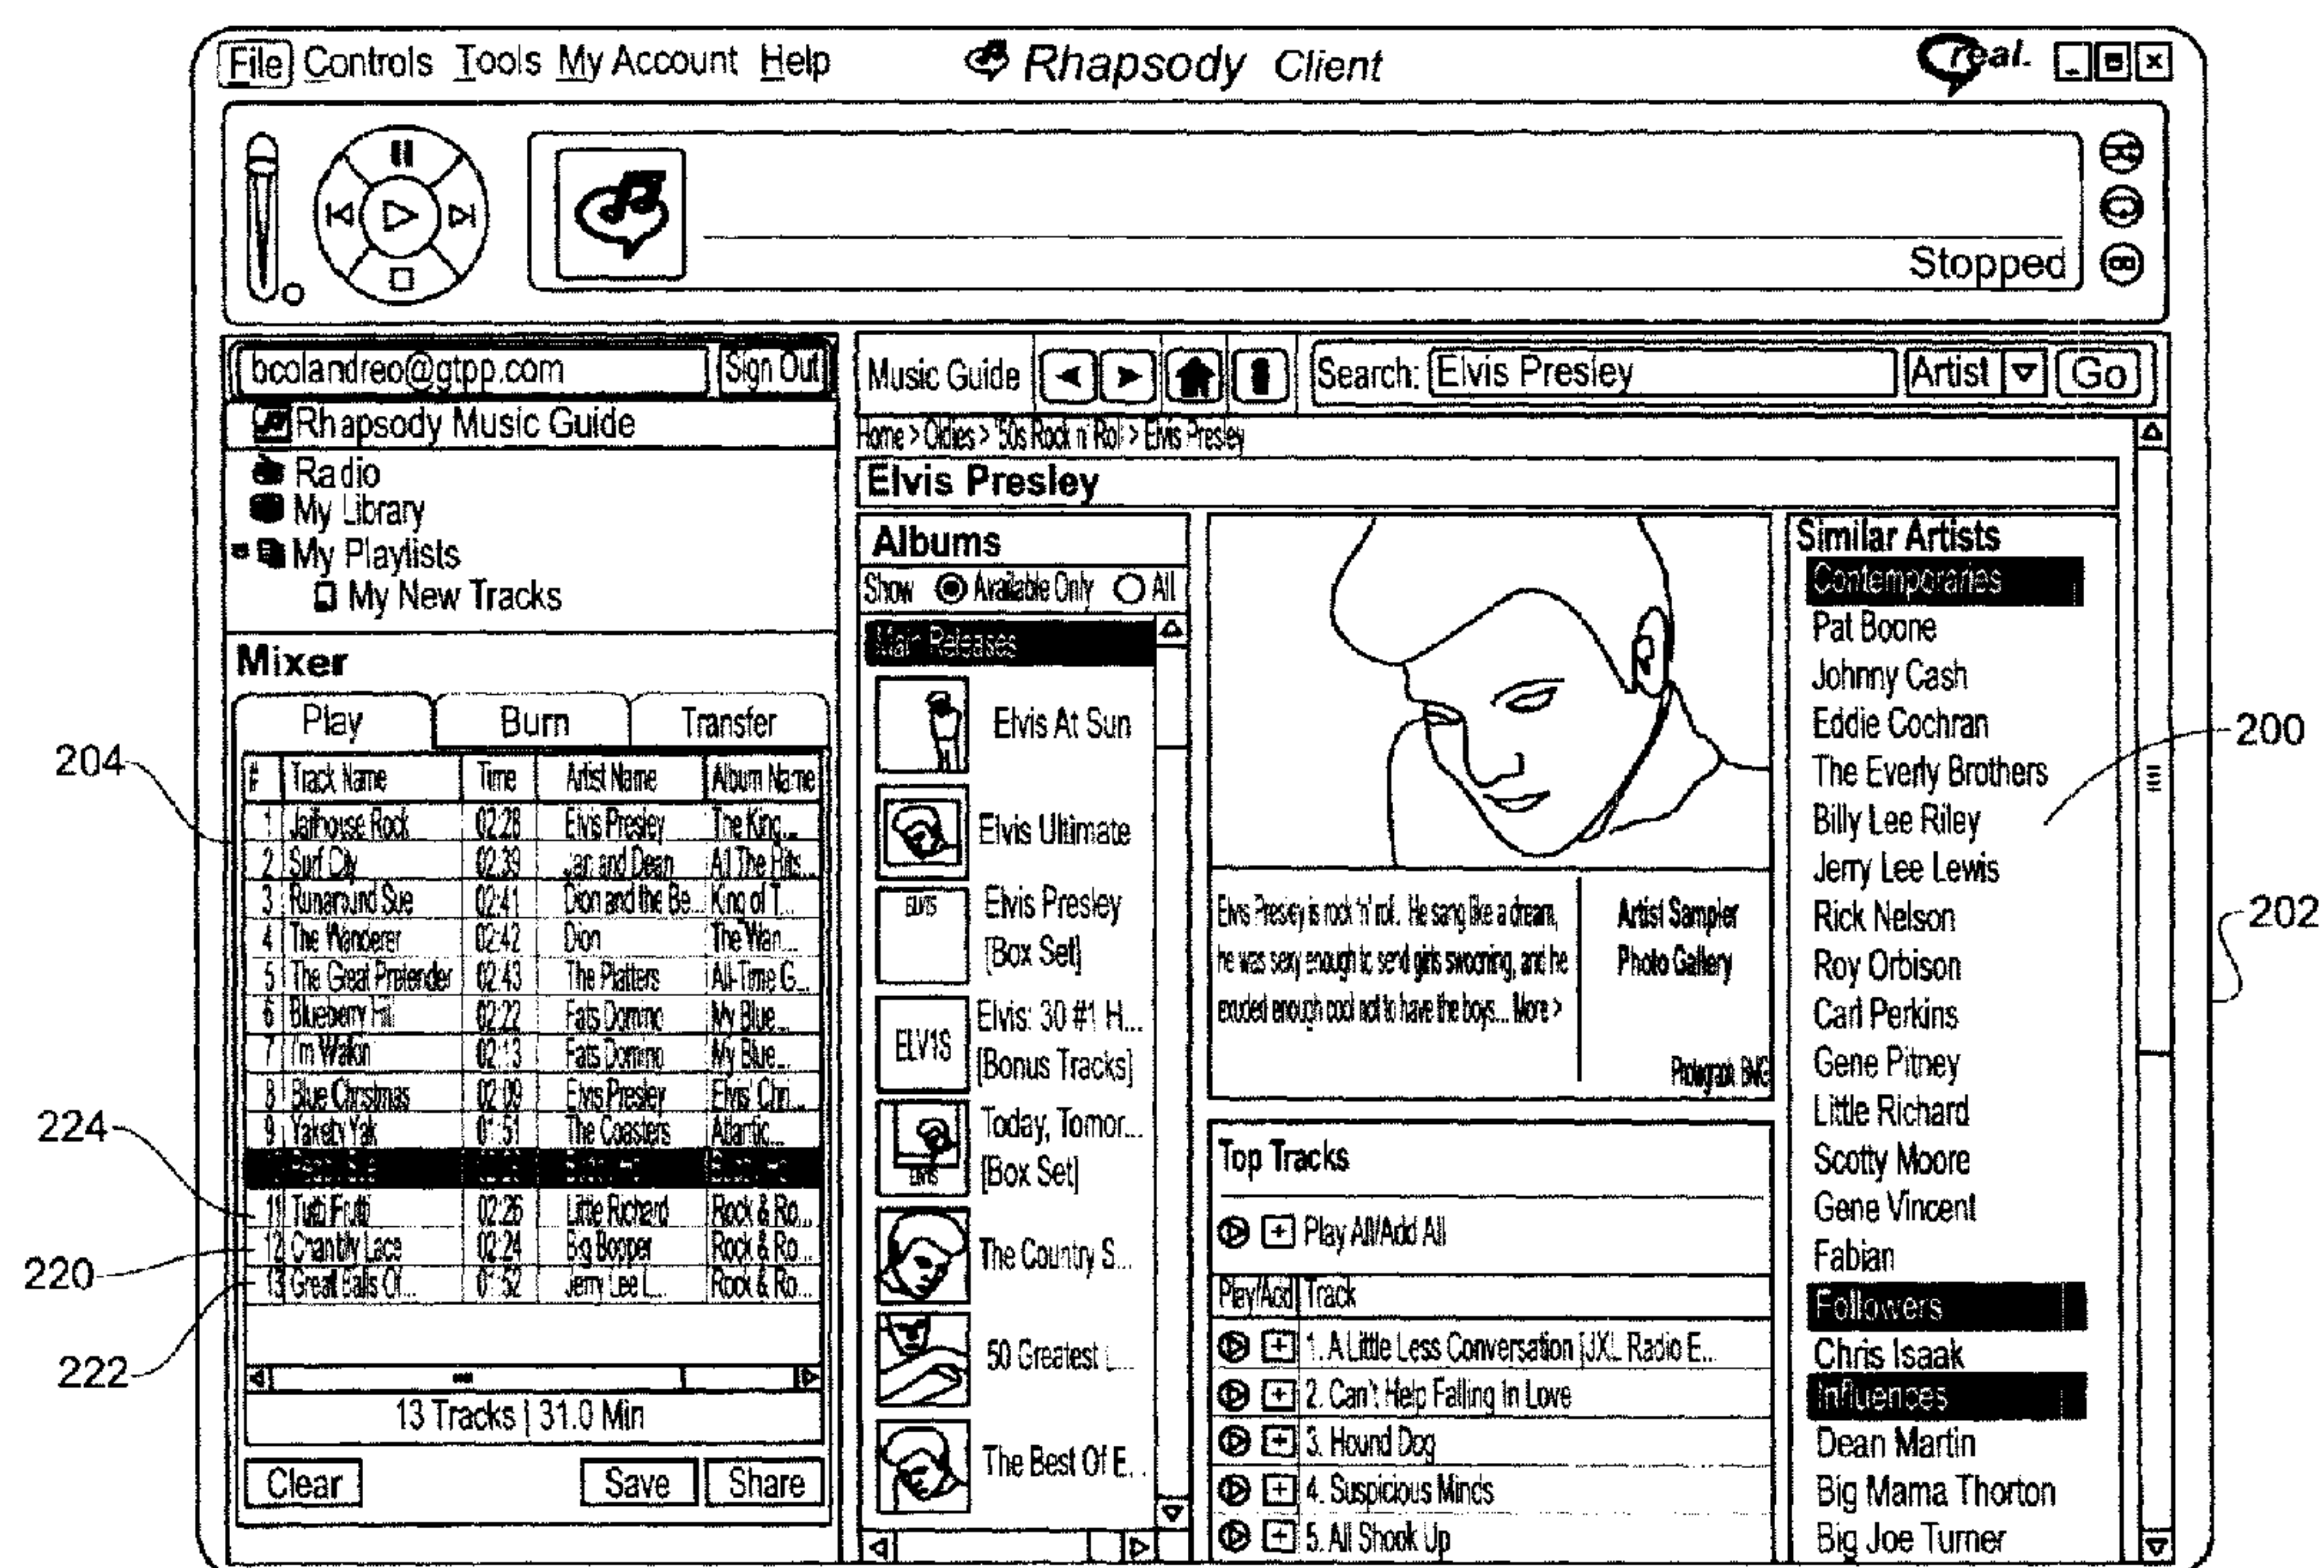 File Controls Tools My Account Help
Rhapsody Client
real.
Stopped
bcolandreo@gtpp.com Sign Out
Rhapsody Music Guide
Radio
My Library
My Playlists
My New Tracks
Mixer
Play Burn Transfer
# Track Name Time Artist Name Album Name
1 Jailhouse Rock 02:28 Elvis Presley The King...
2 Surf City 02:39 Jan and Dean All The Hits...
3 Runaround Sue 02:41 Dion and the Be... King of T...
4 The Wanderer 02:42 Dion The Wan...
5 The Great Pretender 02:43 The Platters All-Time G...
6 Blueberry Hill 02:22 Fats Domino My Blue...
7 I'm Walkin 02:13 Fats Domino My Blue...
8 Blue Christmas 02:09 Elvis Presley Elvis' Chri...
9 Yakety Yak 01:51 The Coasters Atlantic...
11 Tutti Frutti 02:26 Little Richard Rock & Ro...
12 Chantilly Lace 02:24 Big Bopper Rock & Ro...
13 Great Balls Of... 01:52 Jerry Lee L... Rock & Ro...
13 Tracks | 31.0 Min
Clear Save Share
204
224
220
222
Music Guide
Search: Elvis Presley Artist Go
Home > Oldies > '50s Rock n' Roll > Elvis Presley
Elvis Presley
Albums
Show Available Only All
Main Releases
Elvis At Sun
Elvis Ultimate
ELVIS
Elvis Presley
[Box Set]
ELV1S
Elvis: 30 #1 H...
[Bonus Tracks]
ELVIS
Today, Tomor...
[Box Set]
The Country S...
50 Greatest L...
The Best Of E...
Elvis Presley is rock 'n' roll. He sang like a dream,
he was sexy enough to send girls swooning, and he
exuded enough cool not to have the boys... More >
Artist Sampler
Photo Gallery
Photograph: BMG
Top Tracks
Play All/Add All
Play/Add Track
1. A Little Less Conversation [JXL Radio E...
2. Can't Help Falling In Love
3. Hound Dog
4. Suspicious Minds
5. All Shook Up
Similar Artists
Contemporaries
Pat Boone
Johnny Cash
Eddie Cochran
The Everly Brothers
Billy Lee Riley
Jerry Lee Lewis
Rick Nelson
Roy Orbison
Carl Perkins
Gene Pitney
Little Richard
Scotty Moore
Gene Vincent
Fabian
Followers
Chris Isaak
Influences
Dean Martin
Big Mama Thorton
Big Joe Turner
200
202